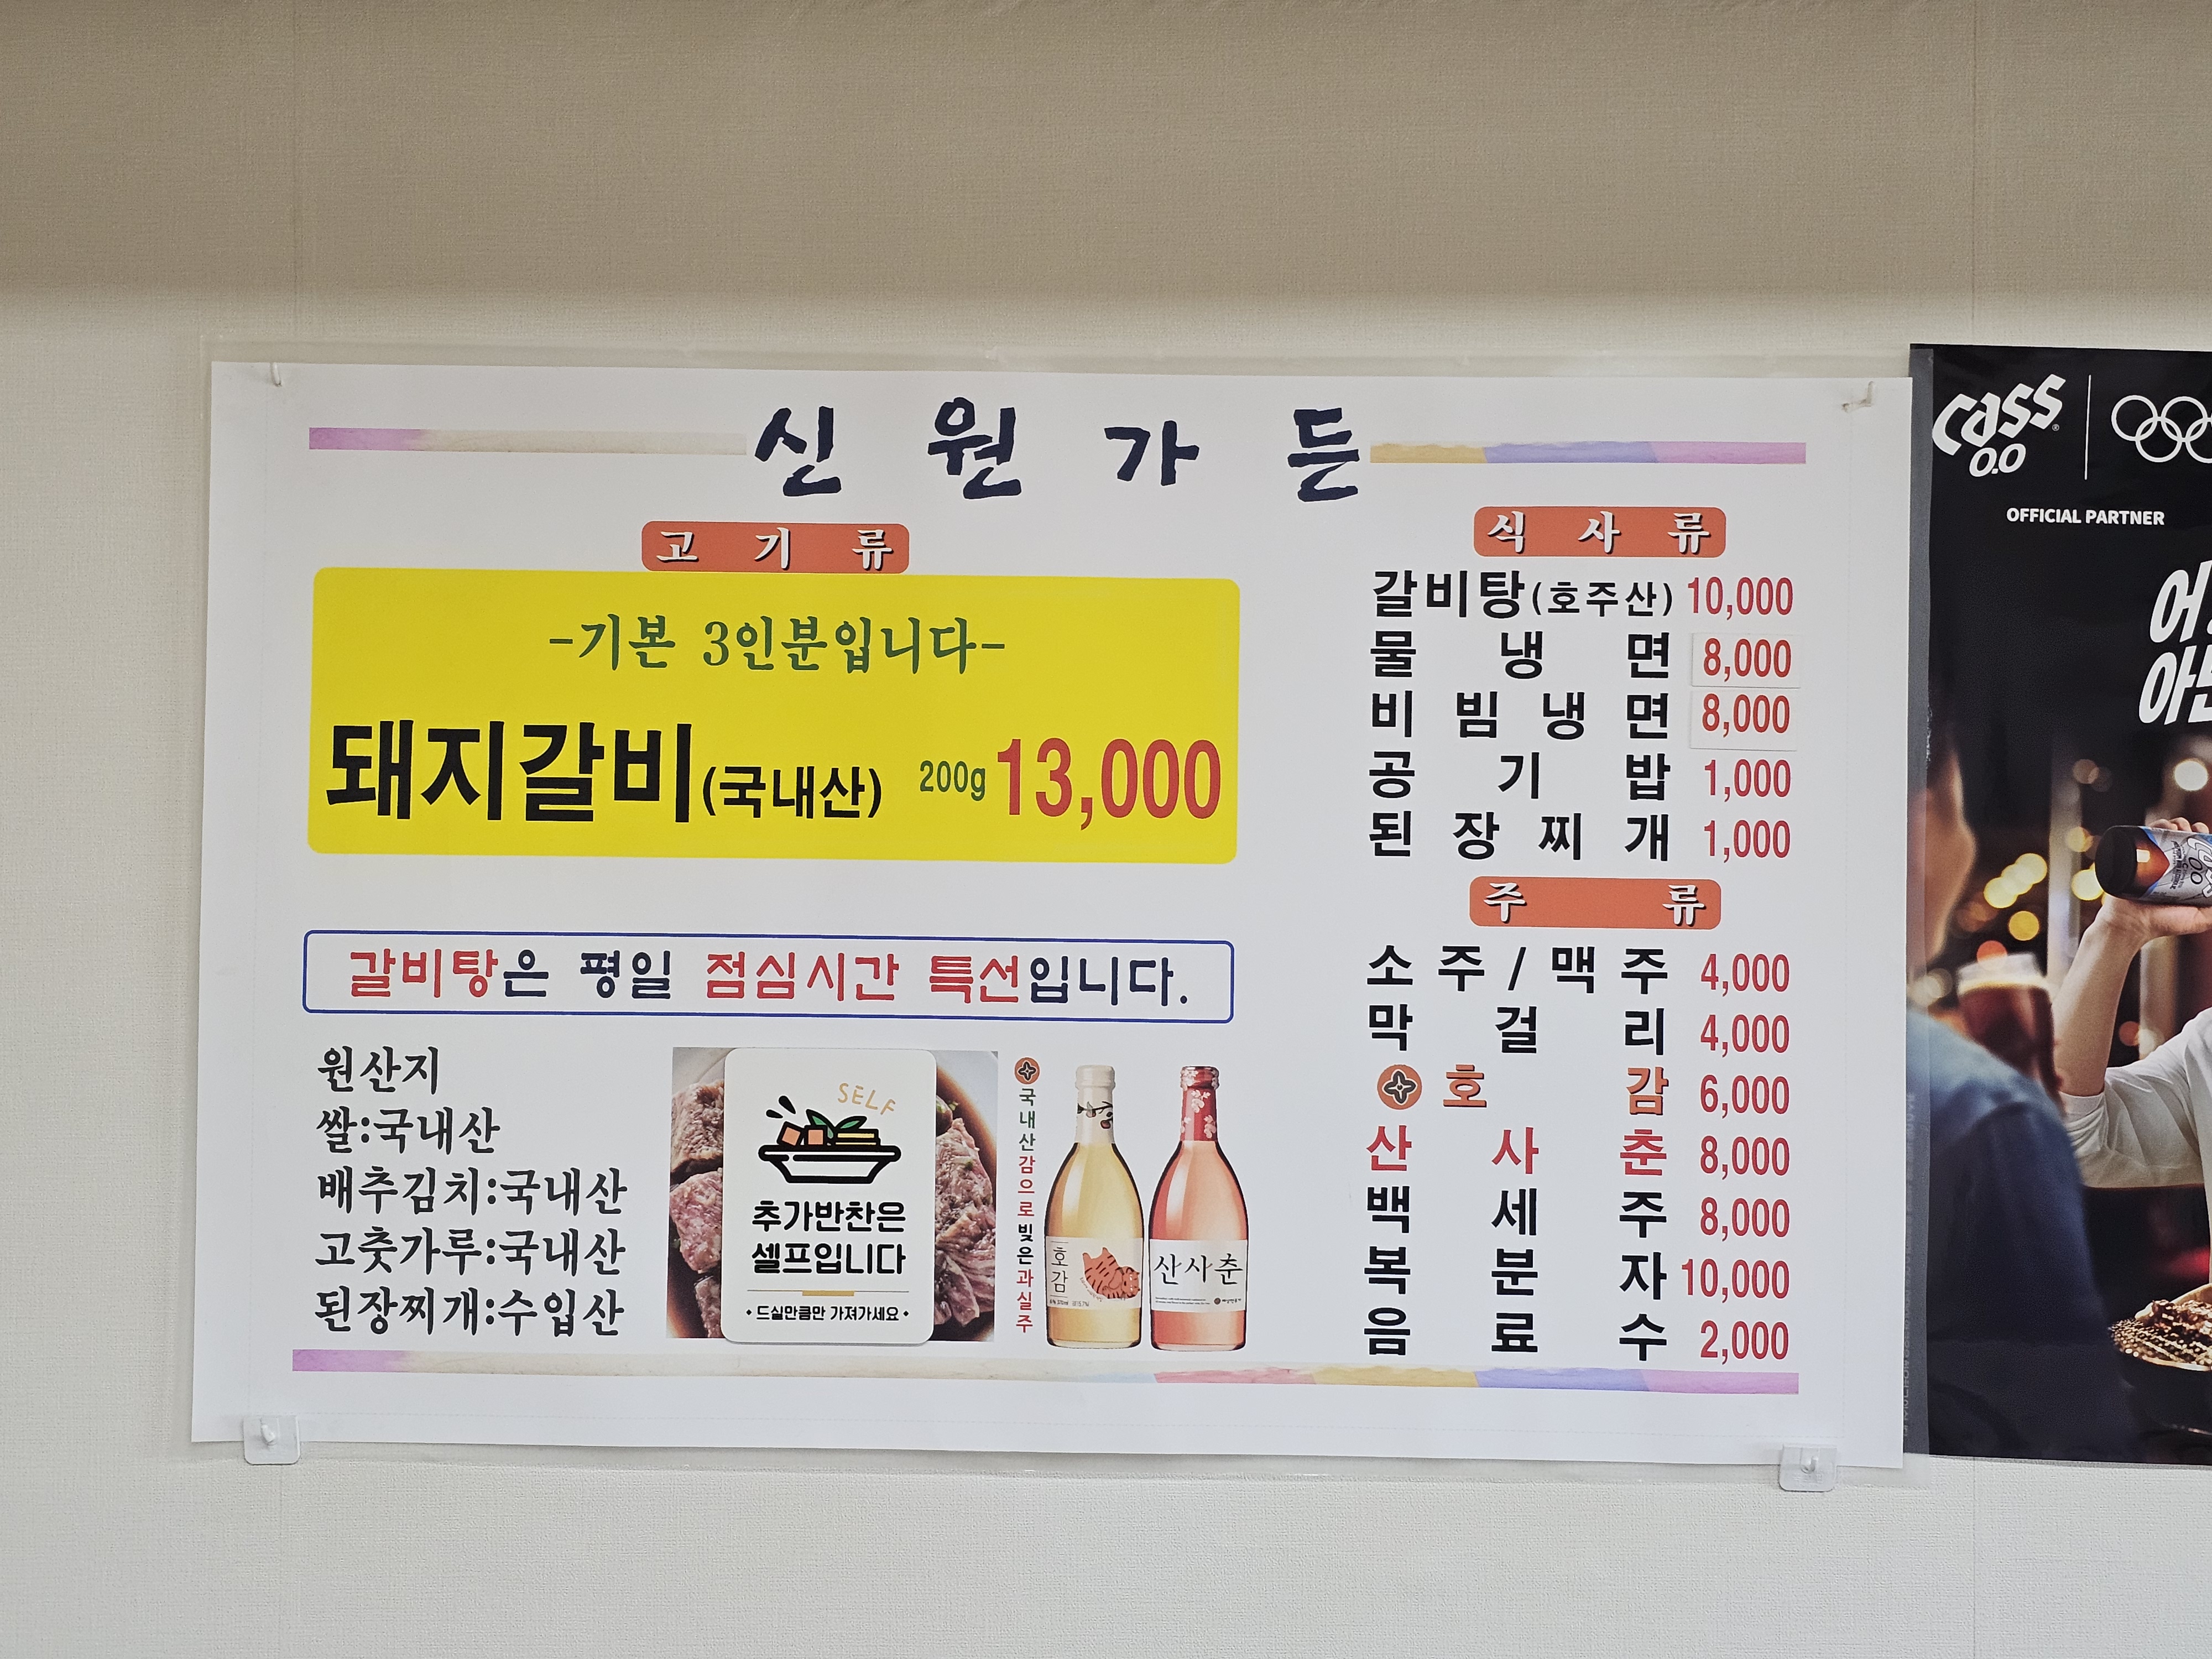 신원가든
고기류
-기본 3인분입니다-
돼지갈비(국내산) 200g 13,000
갈비탕은 평일 점심시간 특선입니다.
원산지
쌀:국내산
배추김치:국내산
고춧가루:국내산
된장찌개:수입산
SELF
추가반찬은
셀프입니다
• 드실만큼만 가져가세요 •
국내산감으로빚은과실주
호감
산사춘
식사류
갈비탕(호주산) 10,000
물냉면 8,000
비빔냉면 8,000
공기밥 1,000
된장찌개 1,000
주류
소주/맥주 4,000
막걸리 4,000
호감 6,000
산사춘 8,000
백세주 8,000
복분자 10,000
음료수 2,000
Cass
0.0
OFFICIAL PARTNER